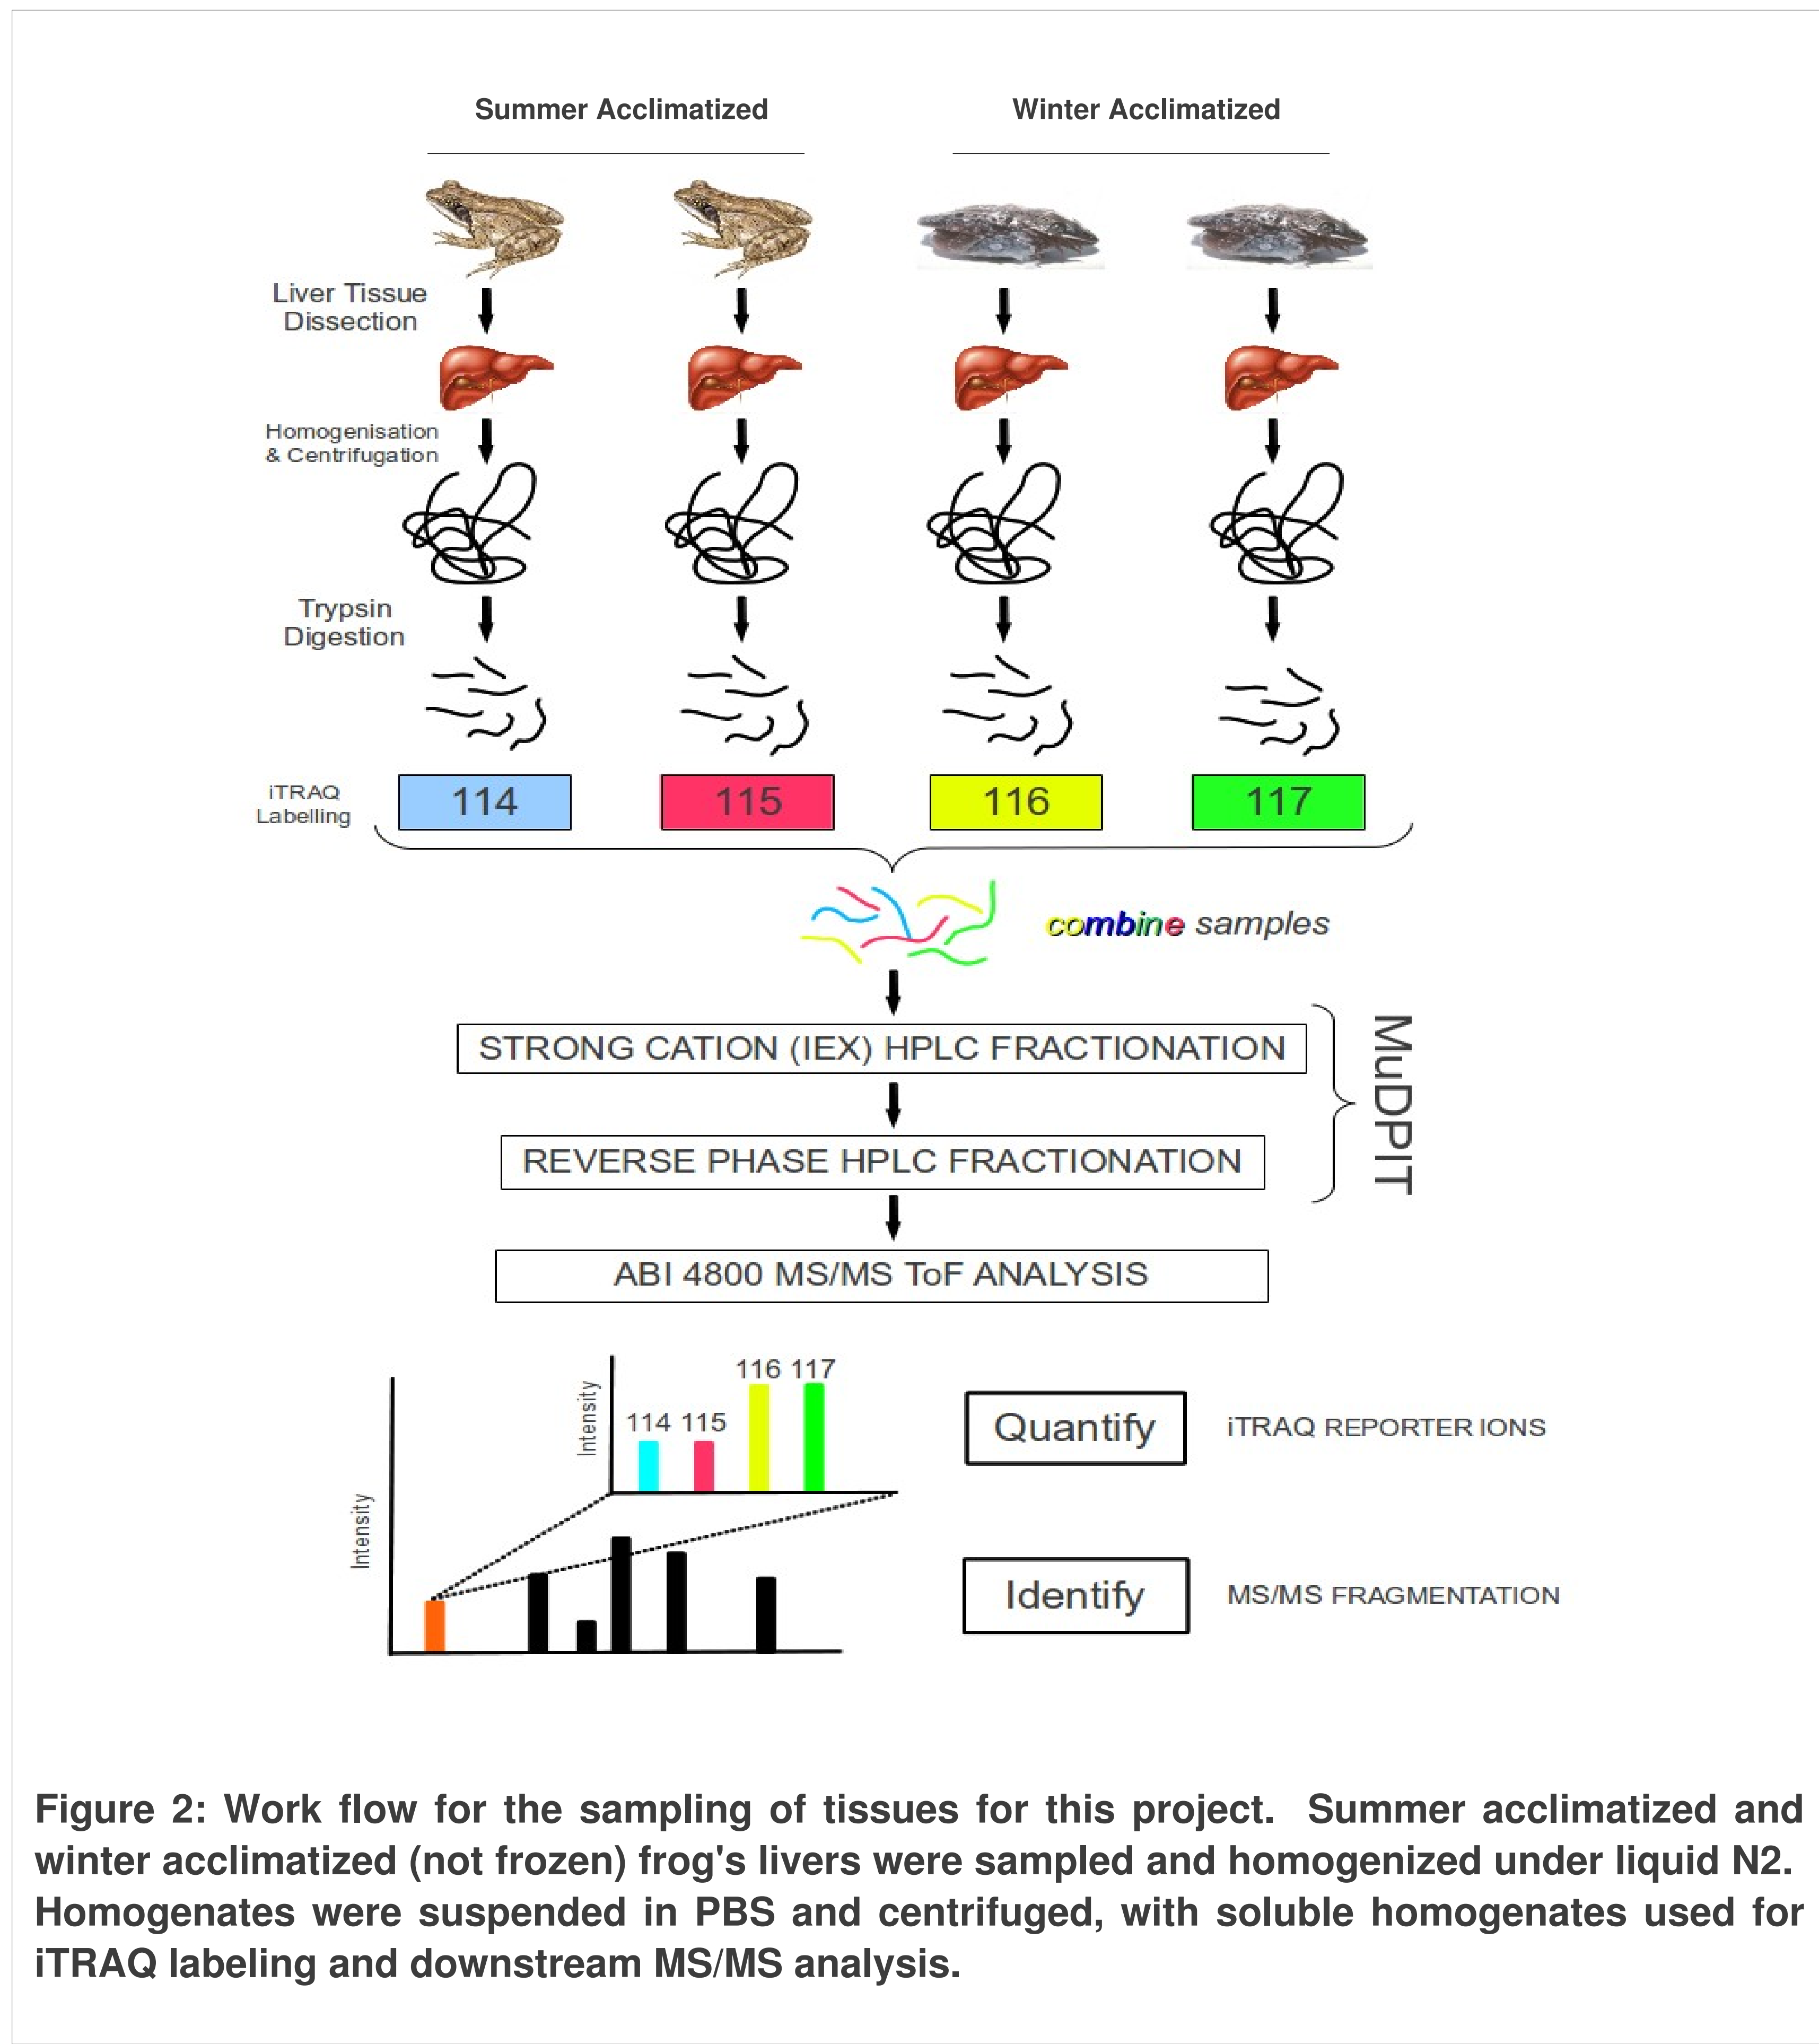 Summer Acclimatized
Winter Acclimatized
Liver Tissue
Dissection
Homogenisation
& Centrifugation
Trypsin
Digestion
iTRAQ
Labelling
114
115
116
117
combine samples
STRONG CATION (IEX) HPLC FRACTIONATION
REVERSE PHASE HPLC FRACTIONATION
MuDPIT
ABI 4800 MS/MS ToF ANALYSIS
Intensity
Intensity
114
115
116
117
Quantify
iTRAQ REPORTER IONS
Identify
MS/MS FRAGMENTATION
Figure 2: Work flow for the sampling of tissues for this project. Summer acclimatized and
winter acclimatized (not frozen) frog's livers were sampled and homogenized under liquid N2.
Homogenates were suspended in PBS and centrifuged, with soluble homogenates used for
iTRAQ labeling and downstream MS/MS analysis.